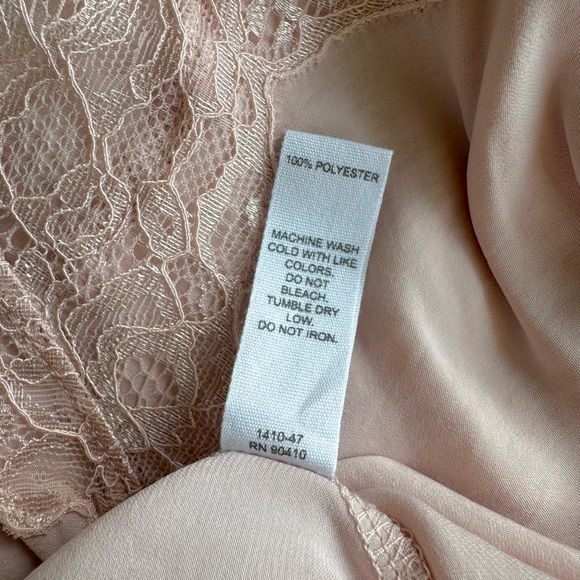 100% POLYESTER
MACHINE WASH
COLD WITH LIKE
COLORS.
DO NOT
BLEACH.
TUMBLE DRY
LOW.
DO NOT IRON.
1410-47
RN 90410